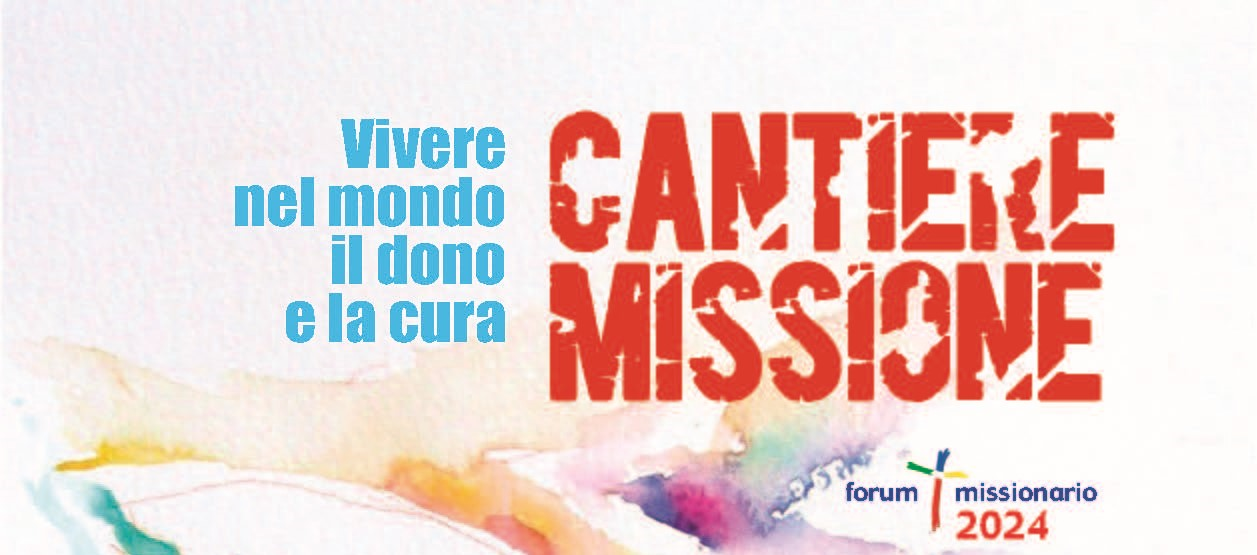 Vivere
nel mondo
il dono
e la cura
CANTIERE
MISSIONE
forum missionario
2024